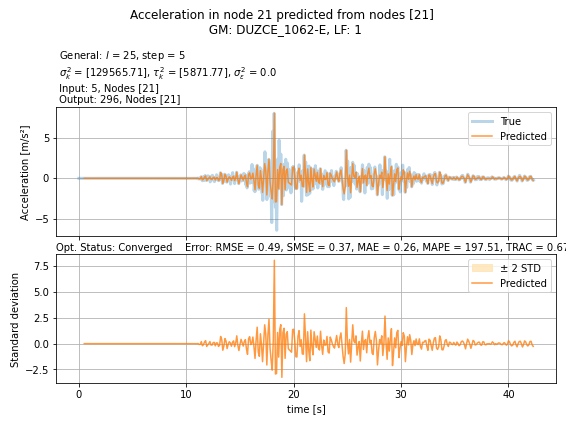 Acceleration in node 21 predicted from nodes [21]
GM: DUZCE_1062-E, LF: 1
General: l = 25, step = 5
σ²ₖ = [129565.71], τ²ₖ = [5871.77], σ²ε = 0.0
Input: 5, Nodes [21]
Output: 296, Nodes [21]
Acceleration [m/s²]
5
0
−5
True
Predicted
Opt. Status: Converged    Error: RMSE = 0.49, SMSE = 0.37, MAE = 0.26, MAPE = 197.51, TRAC = 0.67
Standard deviation
7.5
5.0
2.5
0.0
−2.5
± 2 STD
Predicted
0 10 20 30 40
time [s]